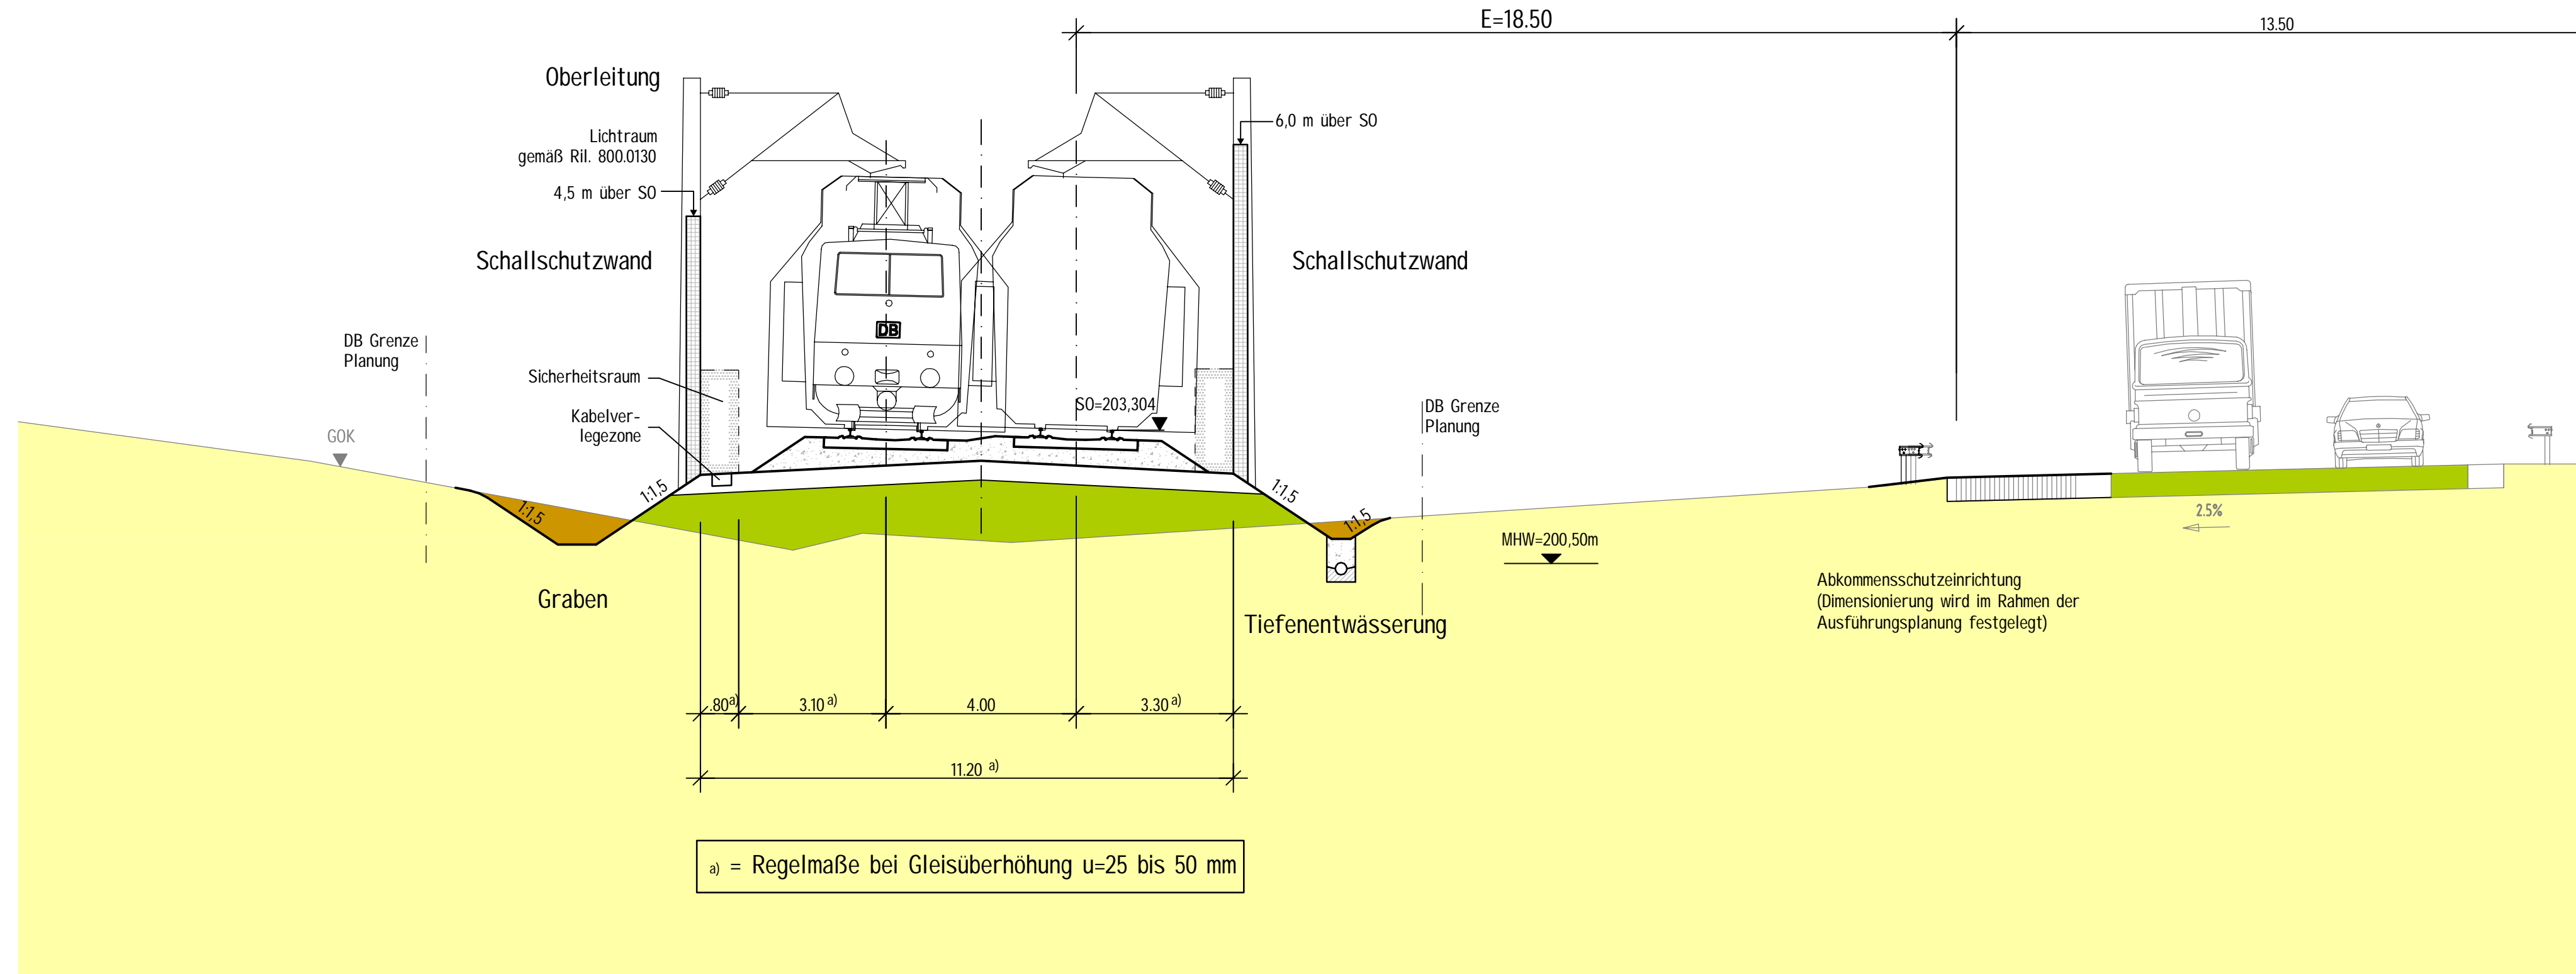 E=18.50
13.50
Oberleitung
6,0 m über SO
Lichtraum
gemäß Ril. 800.0130
4,5 m über SO
Schallschutzwand
Schallschutzwand
DB
DB Grenze
Planung
Sicherheitsraum
Kabelver-
legezone
SO=203,304
DB Grenze
Planung
GOK
1:1,5
1:1,5
1:1,5
1:1,5
2.5%
MHW=200,50m
Abkommensschutzeinrichtung
(Dimensionierung wird im Rahmen der
Ausführungsplanung festgelegt)
Graben
Tiefenentwässerung
.80 a)
3.10 a)
4.00
3.30 a)
11.20 a)
a) = Regelmaße bei Gleisüberhöhung u=25 bis 50 mm